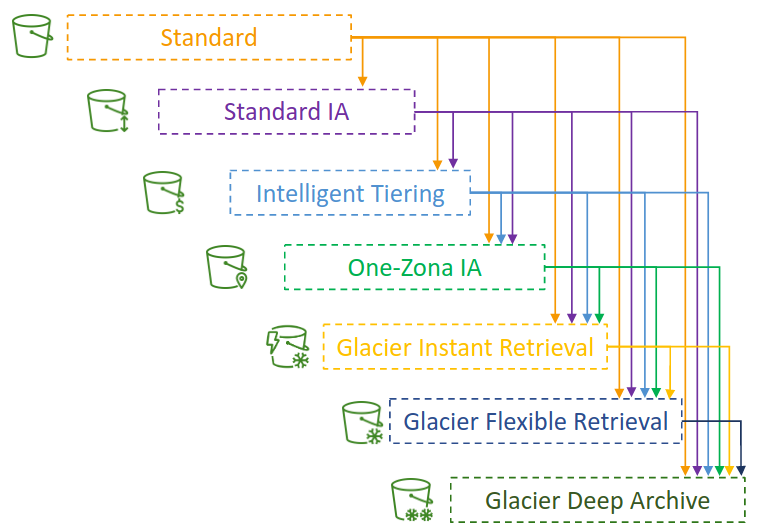 Standard
Standard IA
Intelligent Tiering
One-Zona IA
Glacier Instant Retrieval
Glacier Flexible Retrieval
Glacier Deep Archive